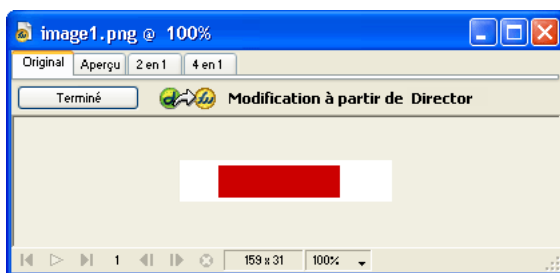 image1.png @ 100%
Original Aperçu 2 en 1 4 en 1
Terminé Modification à partir de Director
1 159 x 31 100%